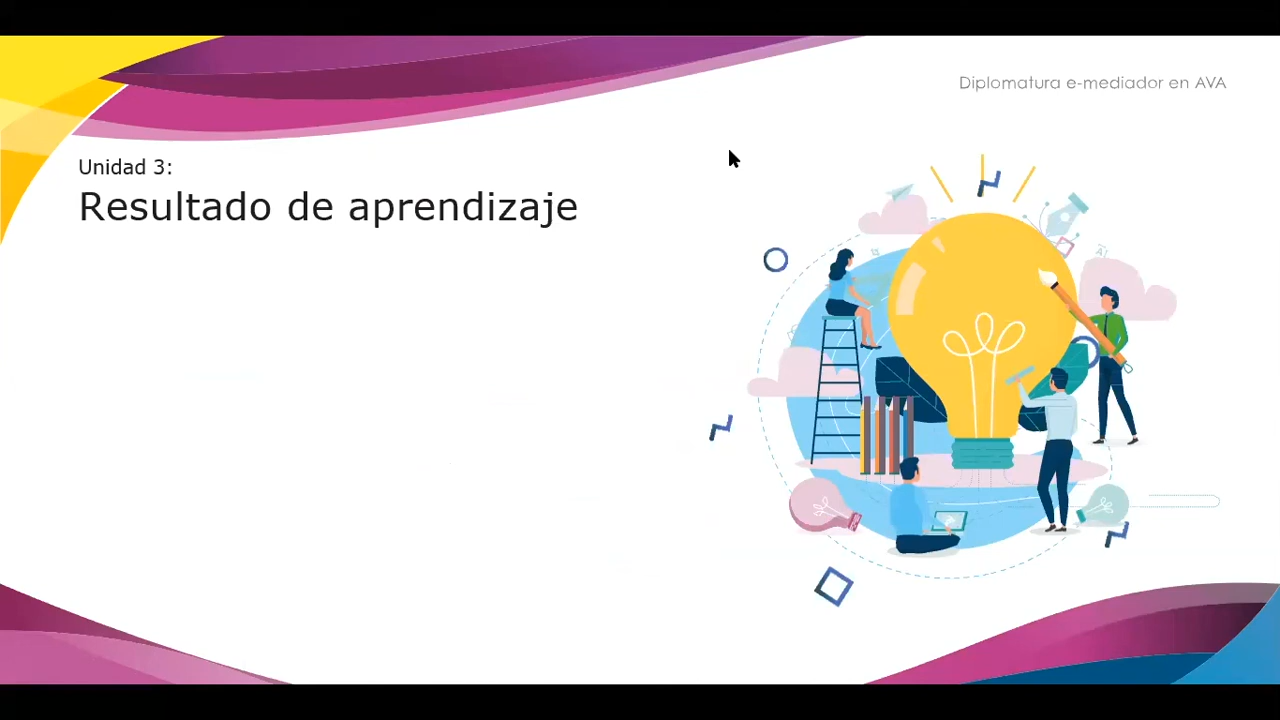 Diplomatura e-mediador en AVA
Unidad 3:
Resultado de aprendizaje